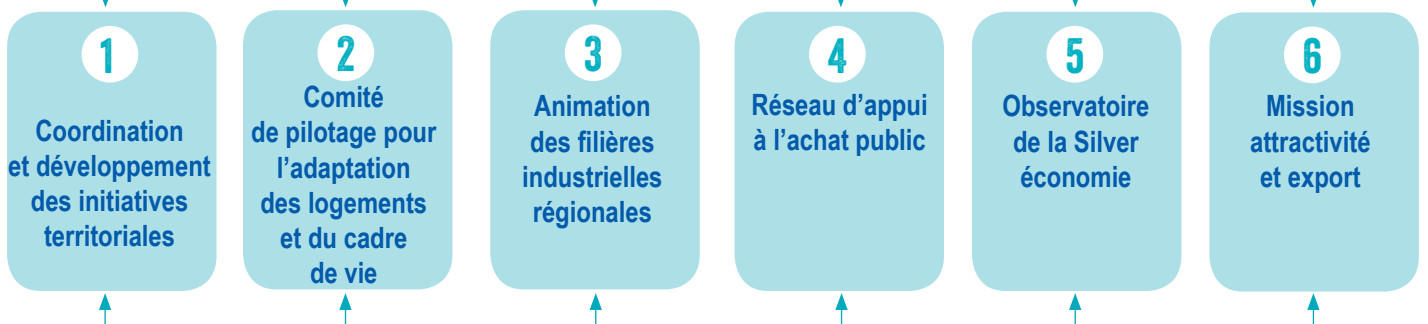 1
Coordination
et développement
des initiatives
territoriales
2
Comité
de pilotage pour
l’adaptation
des logements
et du cadre
de vie
3
Animation
des filières
industrielles
régionales
4
Réseau d’appui
à l’achat public
5
Observatoire
de la Silver
économie
6
Mission
attractivité
et export